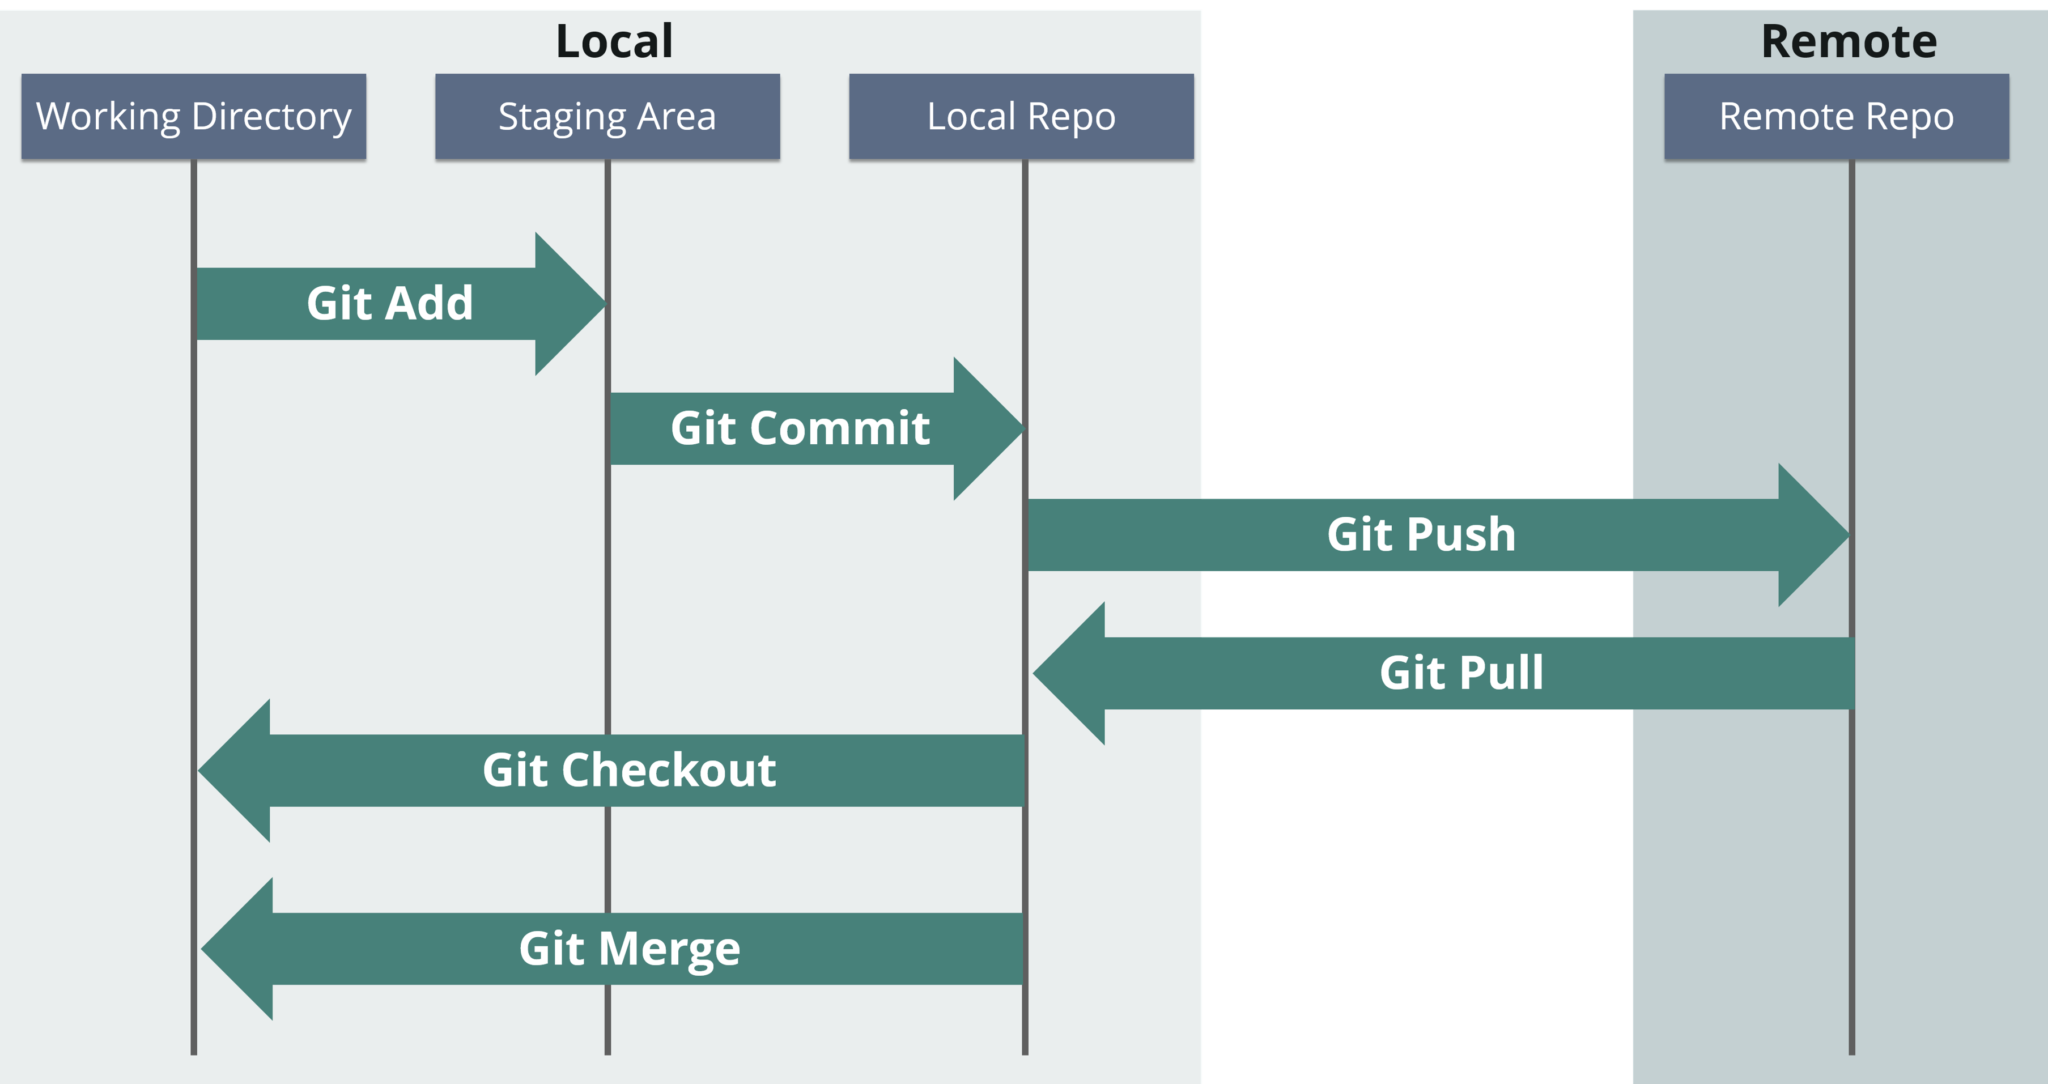 Local
Remote
Working Directory
Staging Area
Local Repo
Remote Repo
Git Add
Git Commit
Git Push
Git Pull
Git Checkout
Git Merge